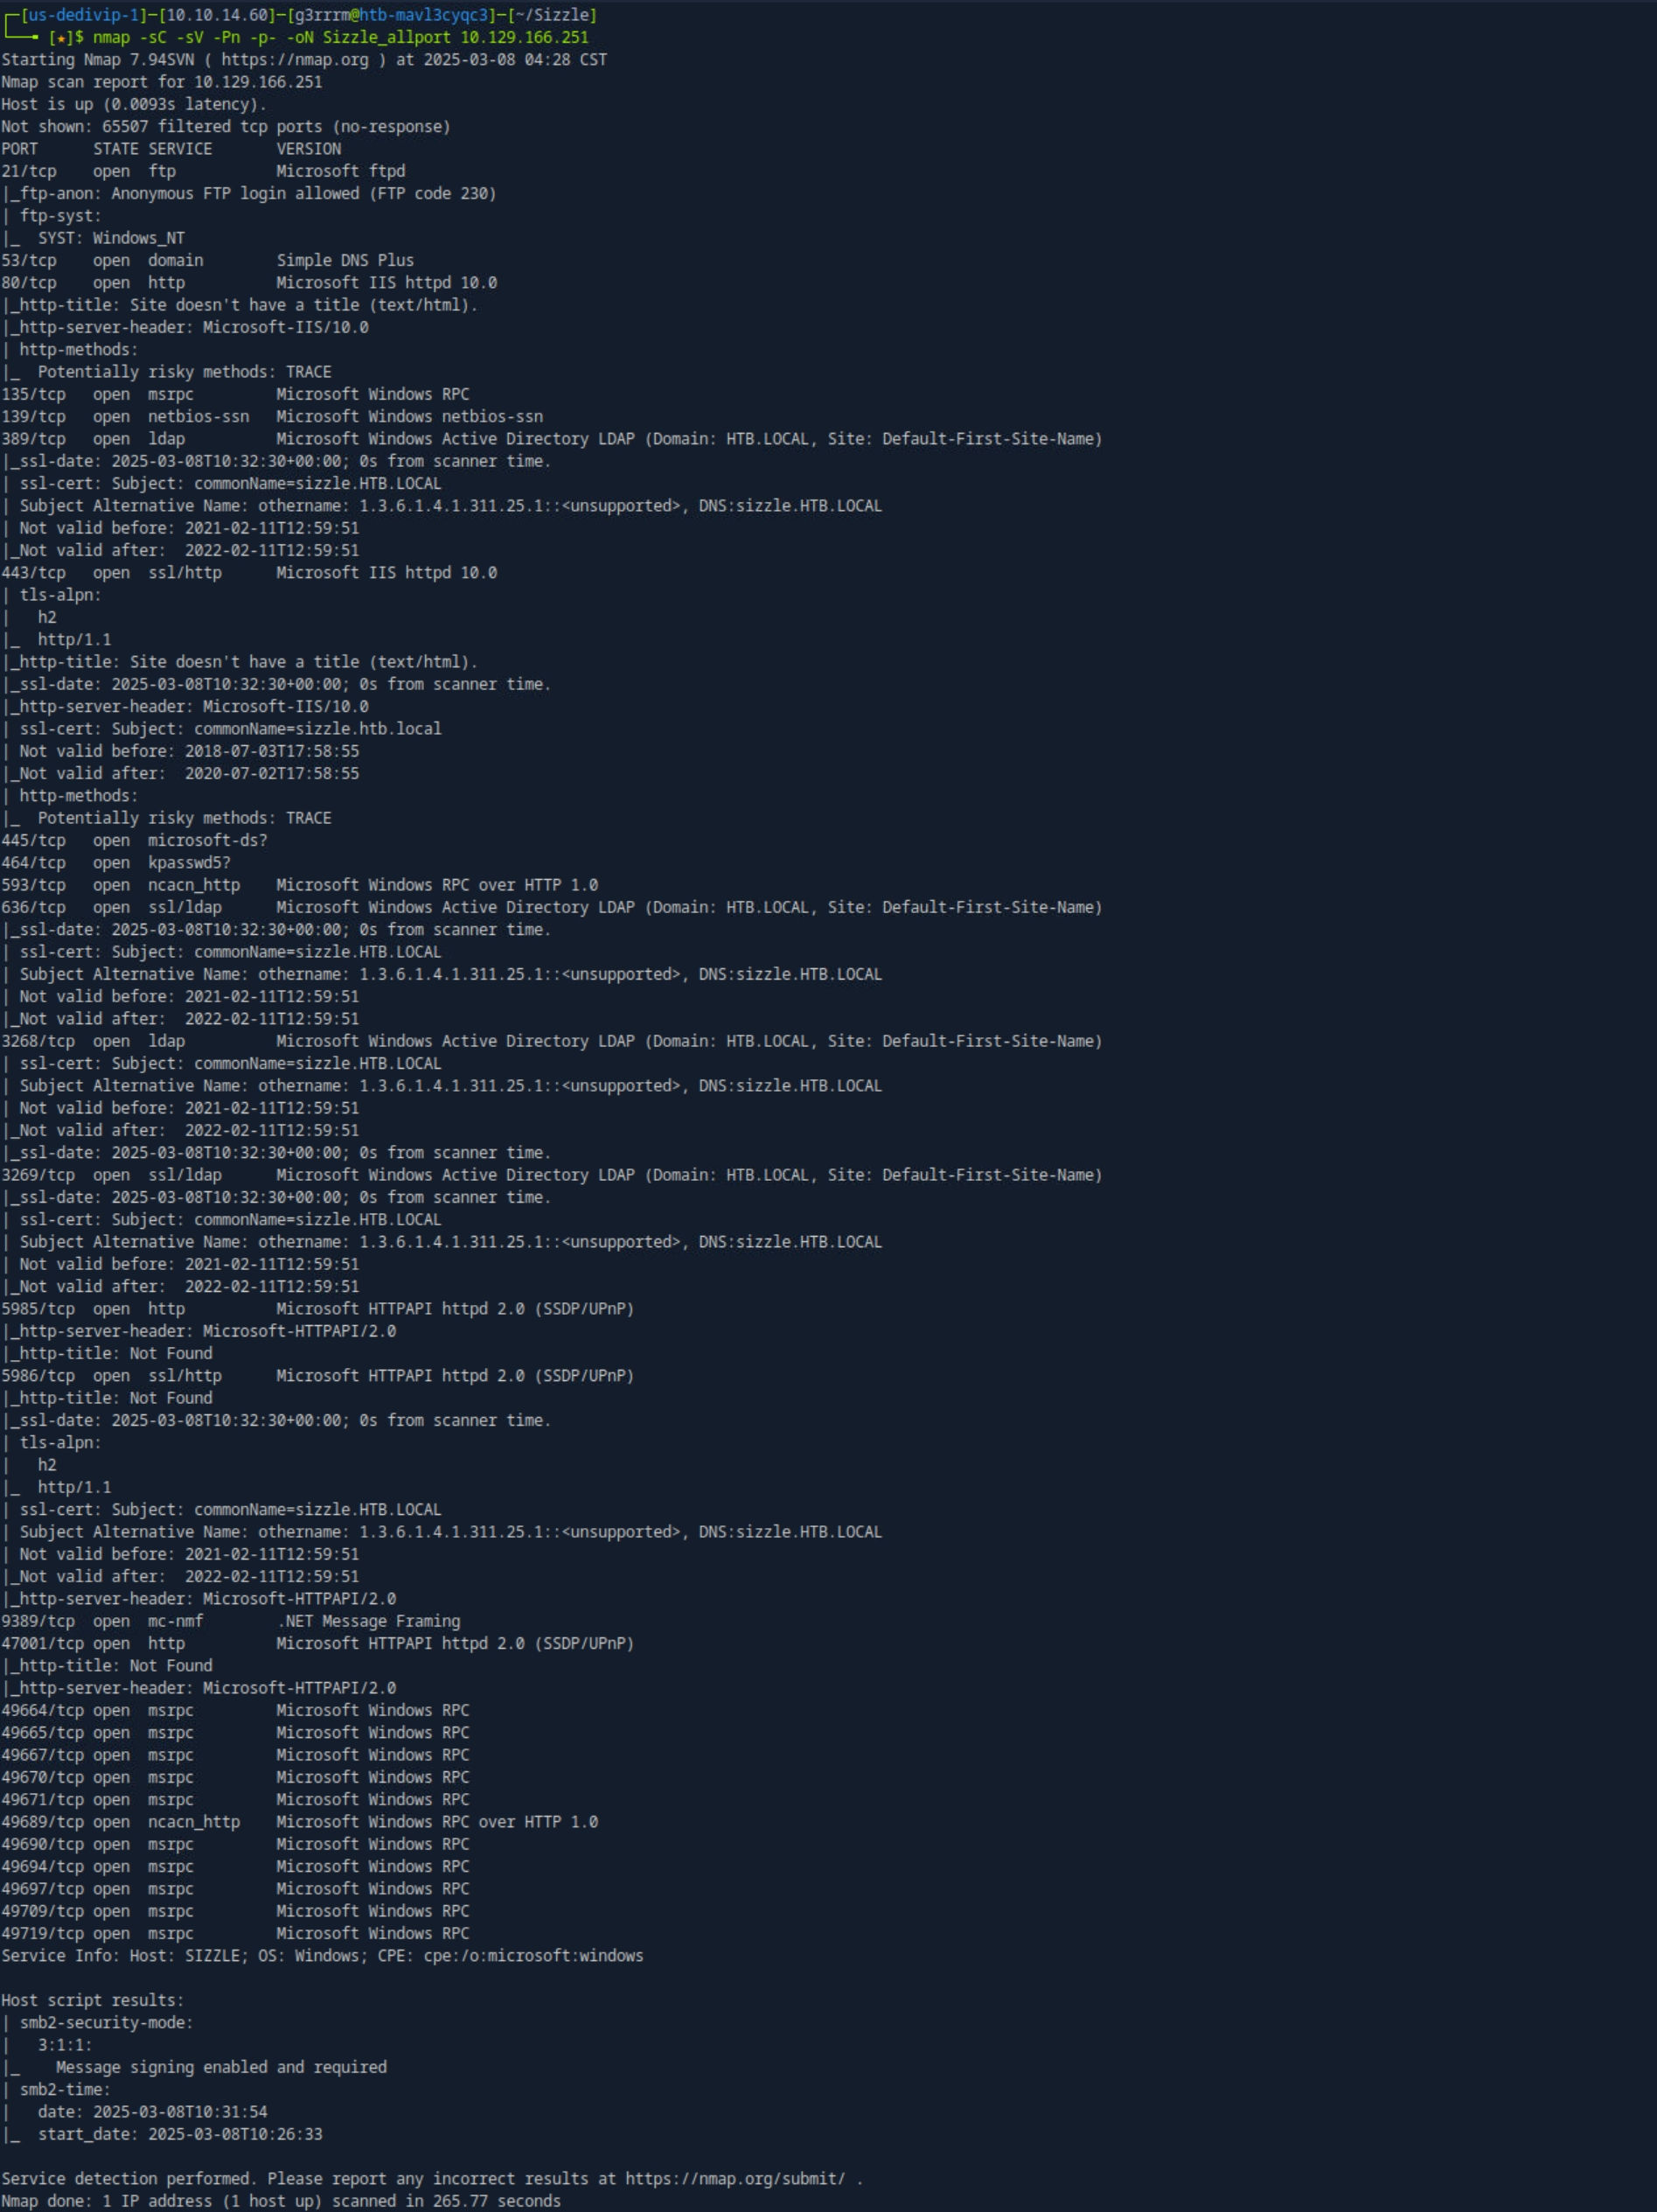 ┌─[us-dedivip-1]─[10.10.14.60]─[g3rrrm@htb-mavl3cyqc3]─[~/Sizzle]
└──╼ [★]$ nmap -sC -sV -Pn -p- -oN Sizzle_allport 10.129.166.251
Starting Nmap 7.94SVN ( https://nmap.org ) at 2025-03-08 04:28 CST
Nmap scan report for 10.129.166.251
Host is up (0.0093s latency).
Not shown: 65507 filtered tcp ports (no-response)
PORT      STATE SERVICE       VERSION
21/tcp    open  ftp           Microsoft ftpd
|_ftp-anon: Anonymous FTP login allowed (FTP code 230)
| ftp-syst:
|_  SYST: Windows_NT
53/tcp    open  domain        Simple DNS Plus
80/tcp    open  http          Microsoft IIS httpd 10.0
|_http-title: Site doesn't have a title (text/html).
|_http-server-header: Microsoft-IIS/10.0
| http-methods:
|_  Potentially risky methods: TRACE
135/tcp   open  msrpc         Microsoft Windows RPC
139/tcp   open  netbios-ssn   Microsoft Windows netbios-ssn
389/tcp   open  ldap          Microsoft Windows Active Directory LDAP (Domain: HTB.LOCAL, Site: Default-First-Site-Name)
|_ssl-date: 2025-03-08T10:32:30+00:00; 0s from scanner time.
| ssl-cert: Subject: commonName=sizzle.HTB.LOCAL
| Subject Alternative Name: othername: 1.3.6.1.4.1.311.25.1::<unsupported>, DNS:sizzle.HTB.LOCAL
| Not valid before: 2021-02-11T12:59:51
|_Not valid after:  2022-02-11T12:59:51
443/tcp   open  ssl/http      Microsoft IIS httpd 10.0
| tls-alpn:
|   h2
|_  http/1.1
|_http-title: Site doesn't have a title (text/html).
|_ssl-date: 2025-03-08T10:32:30+00:00; 0s from scanner time.
|_http-server-header: Microsoft-IIS/10.0
| ssl-cert: Subject: commonName=sizzle.htb.local
| Not valid before: 2018-07-03T17:58:55
|_Not valid after:  2020-07-02T17:58:55
| http-methods:
|_  Potentially risky methods: TRACE
445/tcp   open  microsoft-ds?
464/tcp   open  kpasswd5?
593/tcp   open  ncacn_http    Microsoft Windows RPC over HTTP 1.0
636/tcp   open  ssl/ldap      Microsoft Windows Active Directory LDAP (Domain: HTB.LOCAL, Site: Default-First-Site-Name)
|_ssl-date: 2025-03-08T10:32:30+00:00; 0s from scanner time.
| ssl-cert: Subject: commonName=sizzle.HTB.LOCAL
| Subject Alternative Name: othername: 1.3.6.1.4.1.311.25.1::<unsupported>, DNS:sizzle.HTB.LOCAL
| Not valid before: 2021-02-11T12:59:51
|_Not valid after:  2022-02-11T12:59:51
3268/tcp  open  ldap          Microsoft Windows Active Directory LDAP (Domain: HTB.LOCAL, Site: Default-First-Site-Name)
| ssl-cert: Subject: commonName=sizzle.HTB.LOCAL
| Subject Alternative Name: othername: 1.3.6.1.4.1.311.25.1::<unsupported>, DNS:sizzle.HTB.LOCAL
| Not valid before: 2021-02-11T12:59:51
|_Not valid after:  2022-02-11T12:59:51
|_ssl-date: 2025-03-08T10:32:30+00:00; 0s from scanner time.
3269/tcp  open  ssl/ldap      Microsoft Windows Active Directory LDAP (Domain: HTB.LOCAL, Site: Default-First-Site-Name)
|_ssl-date: 2025-03-08T10:32:30+00:00; 0s from scanner time.
| ssl-cert: Subject: commonName=sizzle.HTB.LOCAL
| Subject Alternative Name: othername: 1.3.6.1.4.1.311.25.1::<unsupported>, DNS:sizzle.HTB.LOCAL
| Not valid before: 2021-02-11T12:59:51
|_Not valid after:  2022-02-11T12:59:51
5985/tcp  open  http          Microsoft HTTPAPI httpd 2.0 (SSDP/UPnP)
|_http-server-header: Microsoft-HTTPAPI/2.0
|_http-title: Not Found
5986/tcp  open  ssl/http      Microsoft HTTPAPI httpd 2.0 (SSDP/UPnP)
|_http-title: Not Found
|_ssl-date: 2025-03-08T10:32:30+00:00; 0s from scanner time.
| tls-alpn:
|   h2
|_  http/1.1
| ssl-cert: Subject: commonName=sizzle.HTB.LOCAL
| Subject Alternative Name: othername: 1.3.6.1.4.1.311.25.1::<unsupported>, DNS:sizzle.HTB.LOCAL
| Not valid before: 2021-02-11T12:59:51
|_Not valid after:  2022-02-11T12:59:51
|_http-server-header: Microsoft-HTTPAPI/2.0
9389/tcp  open  mc-nmf        .NET Message Framing
47001/tcp open  http          Microsoft HTTPAPI httpd 2.0 (SSDP/UPnP)
|_http-title: Not Found
|_http-server-header: Microsoft-HTTPAPI/2.0
49664/tcp open  msrpc         Microsoft Windows RPC
49665/tcp open  msrpc         Microsoft Windows RPC
49667/tcp open  msrpc         Microsoft Windows RPC
49670/tcp open  msrpc         Microsoft Windows RPC
49671/tcp open  msrpc         Microsoft Windows RPC
49689/tcp open  ncacn_http    Microsoft Windows RPC over HTTP 1.0
49690/tcp open  msrpc         Microsoft Windows RPC
49694/tcp open  msrpc         Microsoft Windows RPC
49697/tcp open  msrpc         Microsoft Windows RPC
49709/tcp open  msrpc         Microsoft Windows RPC
49719/tcp open  msrpc         Microsoft Windows RPC
Service Info: Host: SIZZLE; OS: Windows; CPE: cpe:/o:microsoft:windows

Host script results:
| smb2-security-mode:
|   3:1:1:
|_    Message signing enabled and required
| smb2-time:
|   date: 2025-03-08T10:31:54
|_  start_date: 2025-03-08T10:26:33

Service detection performed. Please report any incorrect results at https://nmap.org/submit/ .
Nmap done: 1 IP address (1 host up) scanned in 265.77 seconds